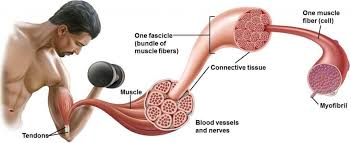 One fascicle
(bundle of
muscle fibers)
One muscle
fiber (cell)
Connective tissue
Muscle
Myofibril
Blood vessels
and nerves
Tendons